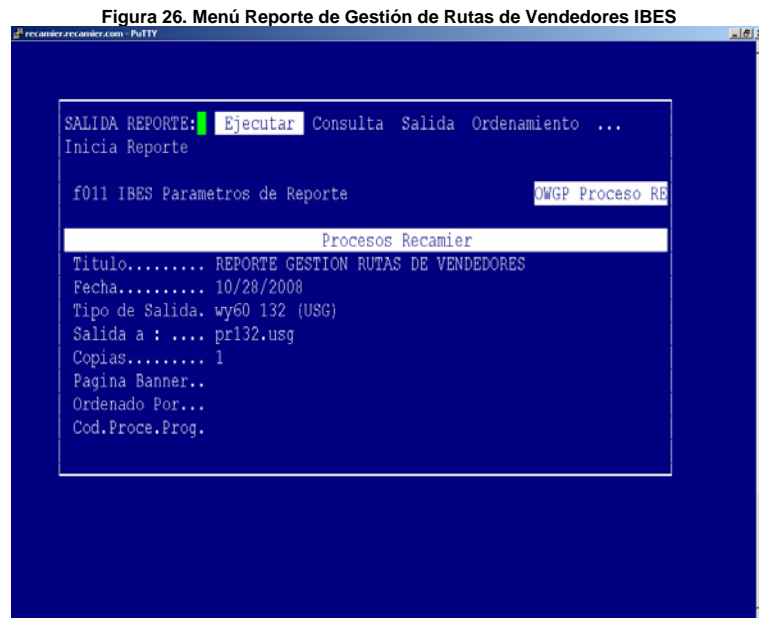 Figura 26. Menú Reporte de Gestión de Rutas de Vendedores IBES
recamier.recamier.com - PuTTY
SALIDA REPORTE: Ejecutar Consulta Salida Ordenamiento ...
Inicia Reporte
f011 IBES Parametros de Reporte OWGP Proceso RE
Procesos Recamier
Titulo......... REPORTE GESTION RUTAS DE VENDEDORES
Fecha.......... 10/28/2008
Tipo de Salida. wy60 132 (USG)
Salida a : .... pr132.usg
Copias......... 1
Pagina Banner..
Ordenado Por...
Cod.Proce.Prog.